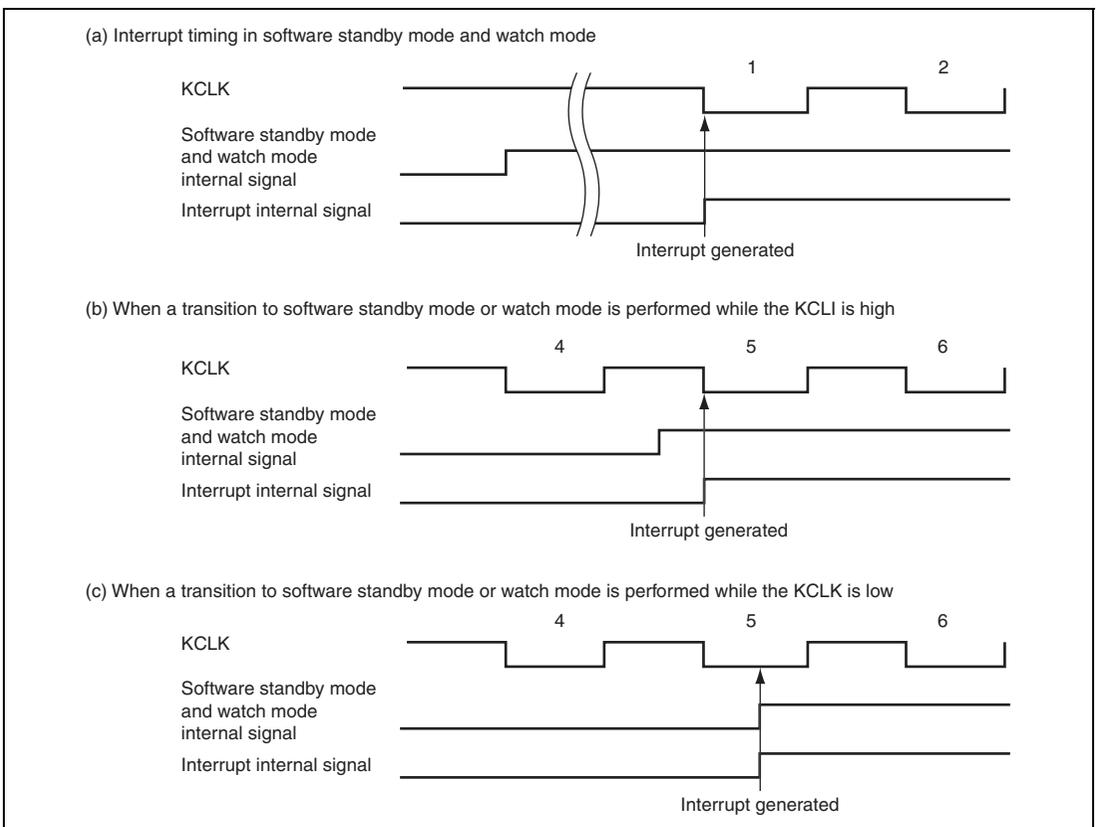 (a) Interrupt timing in software standby mode and watch mode
1 2
KCLK
Software standby mode
and watch mode
internal signal
Interrupt internal signal
Interrupt generated
(b) When a transition to software standby mode or watch mode is performed while the KCLI is high
4 5 6
KCLK
Software standby mode
and watch mode
internal signal
Interrupt internal signal
Interrupt generated
(c) When a transition to software standby mode or watch mode is performed while the KCLK is low
4 5 6
KCLK
Software standby mode
and watch mode
internal signal
Interrupt internal signal
Interrupt generated